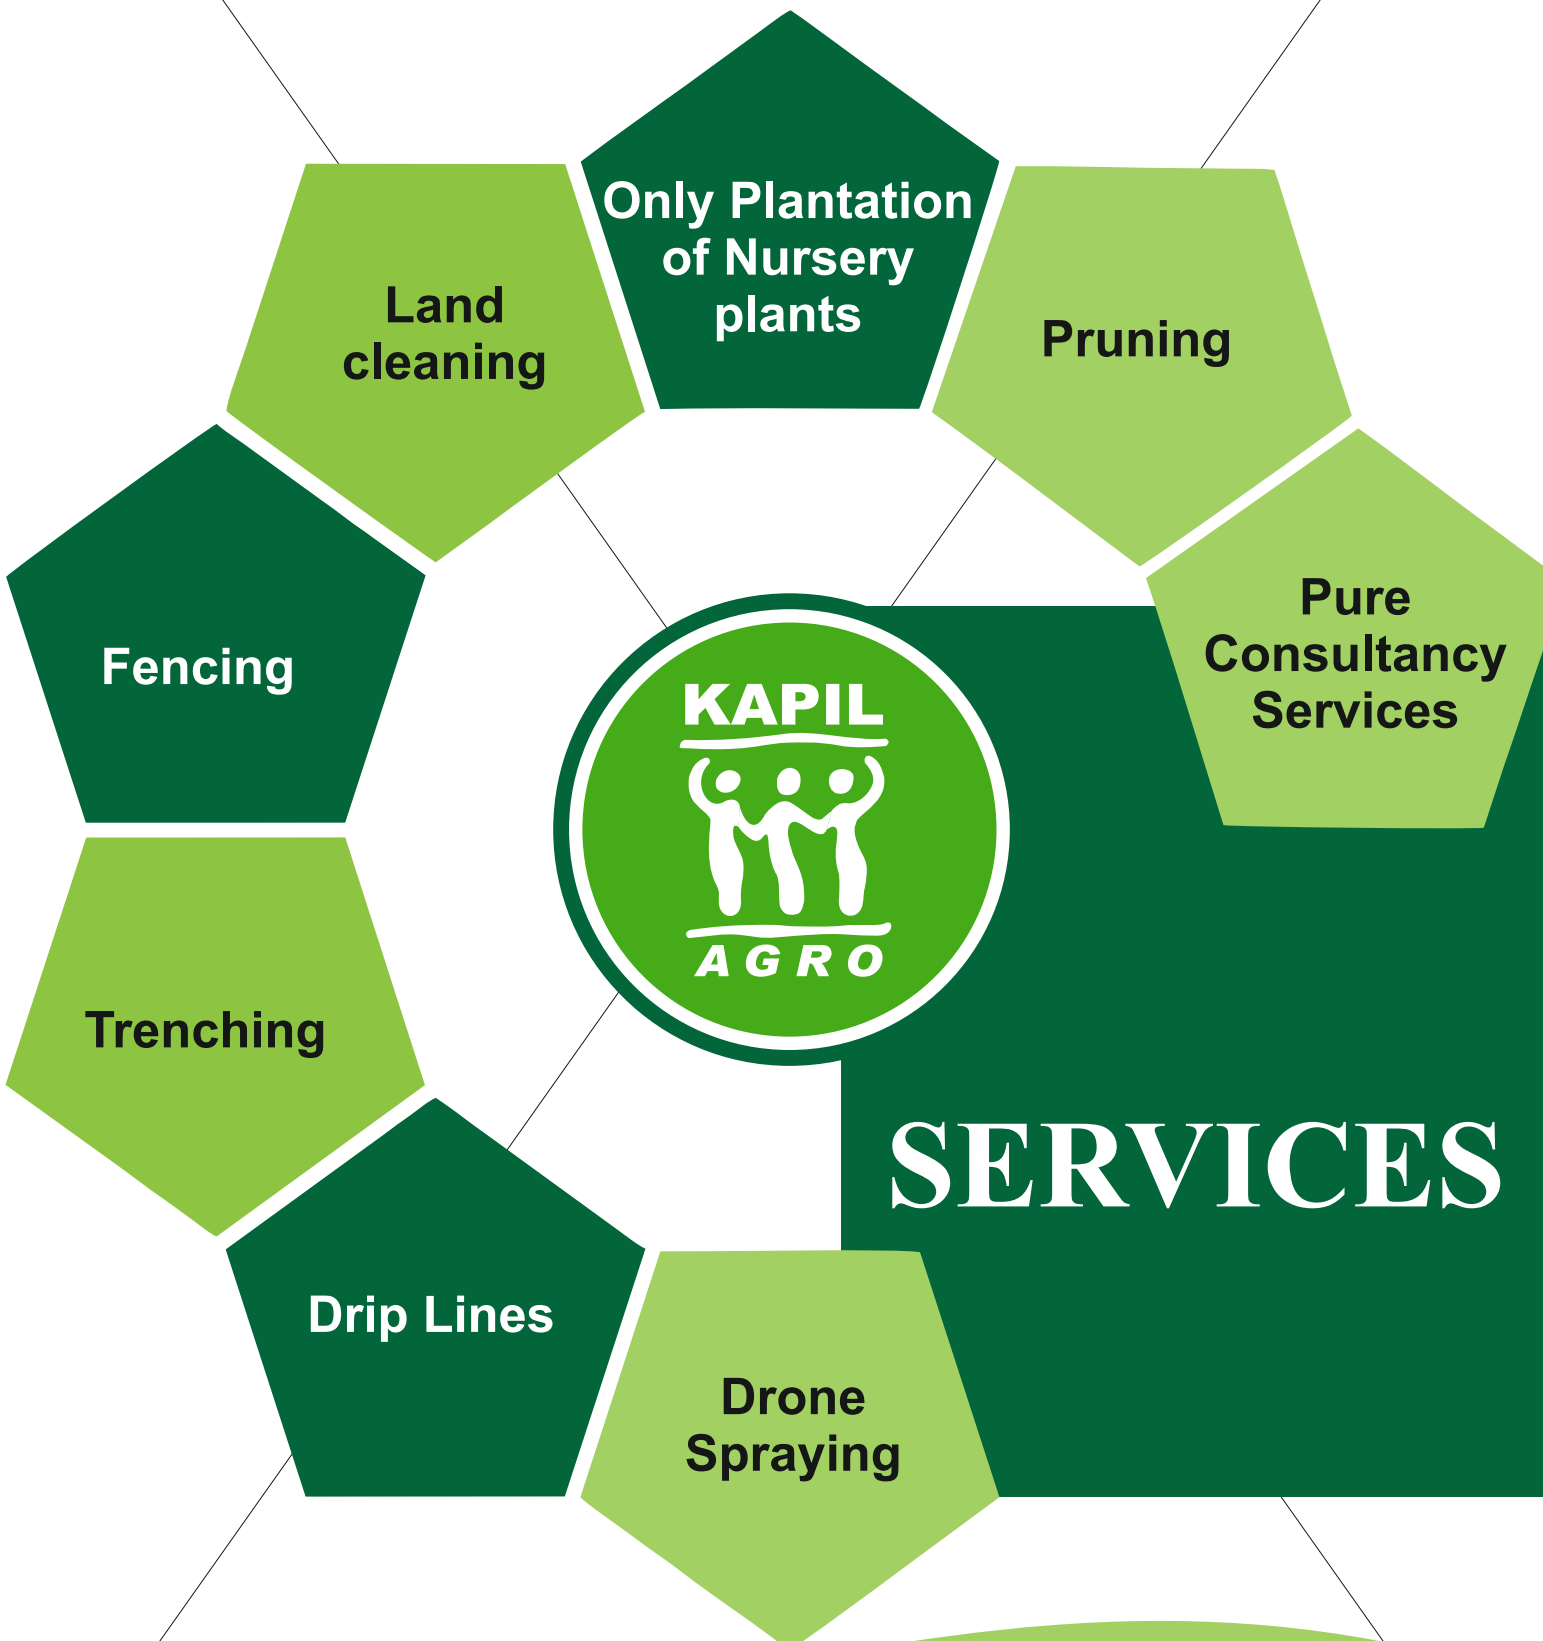 Only Plantation
of Nursery
plants
Land
cleaning
Pruning
Fencing
Pure
Consultancy
Services
KAPIL
AGRO
Trenching
SERVICES
Drip Lines
Drone
Spraying